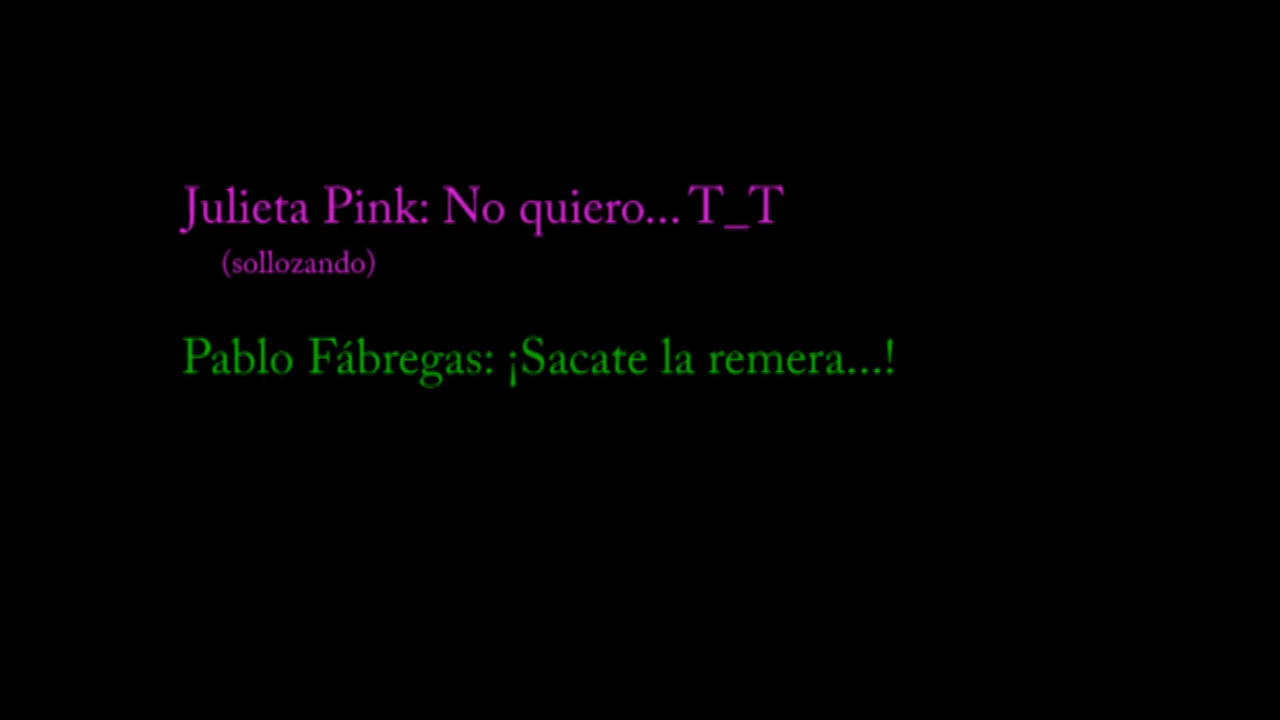 Julieta Pink: No quiero... T_T
(sollozando)
Pablo Fábregas: ¡Sacate la remera...!